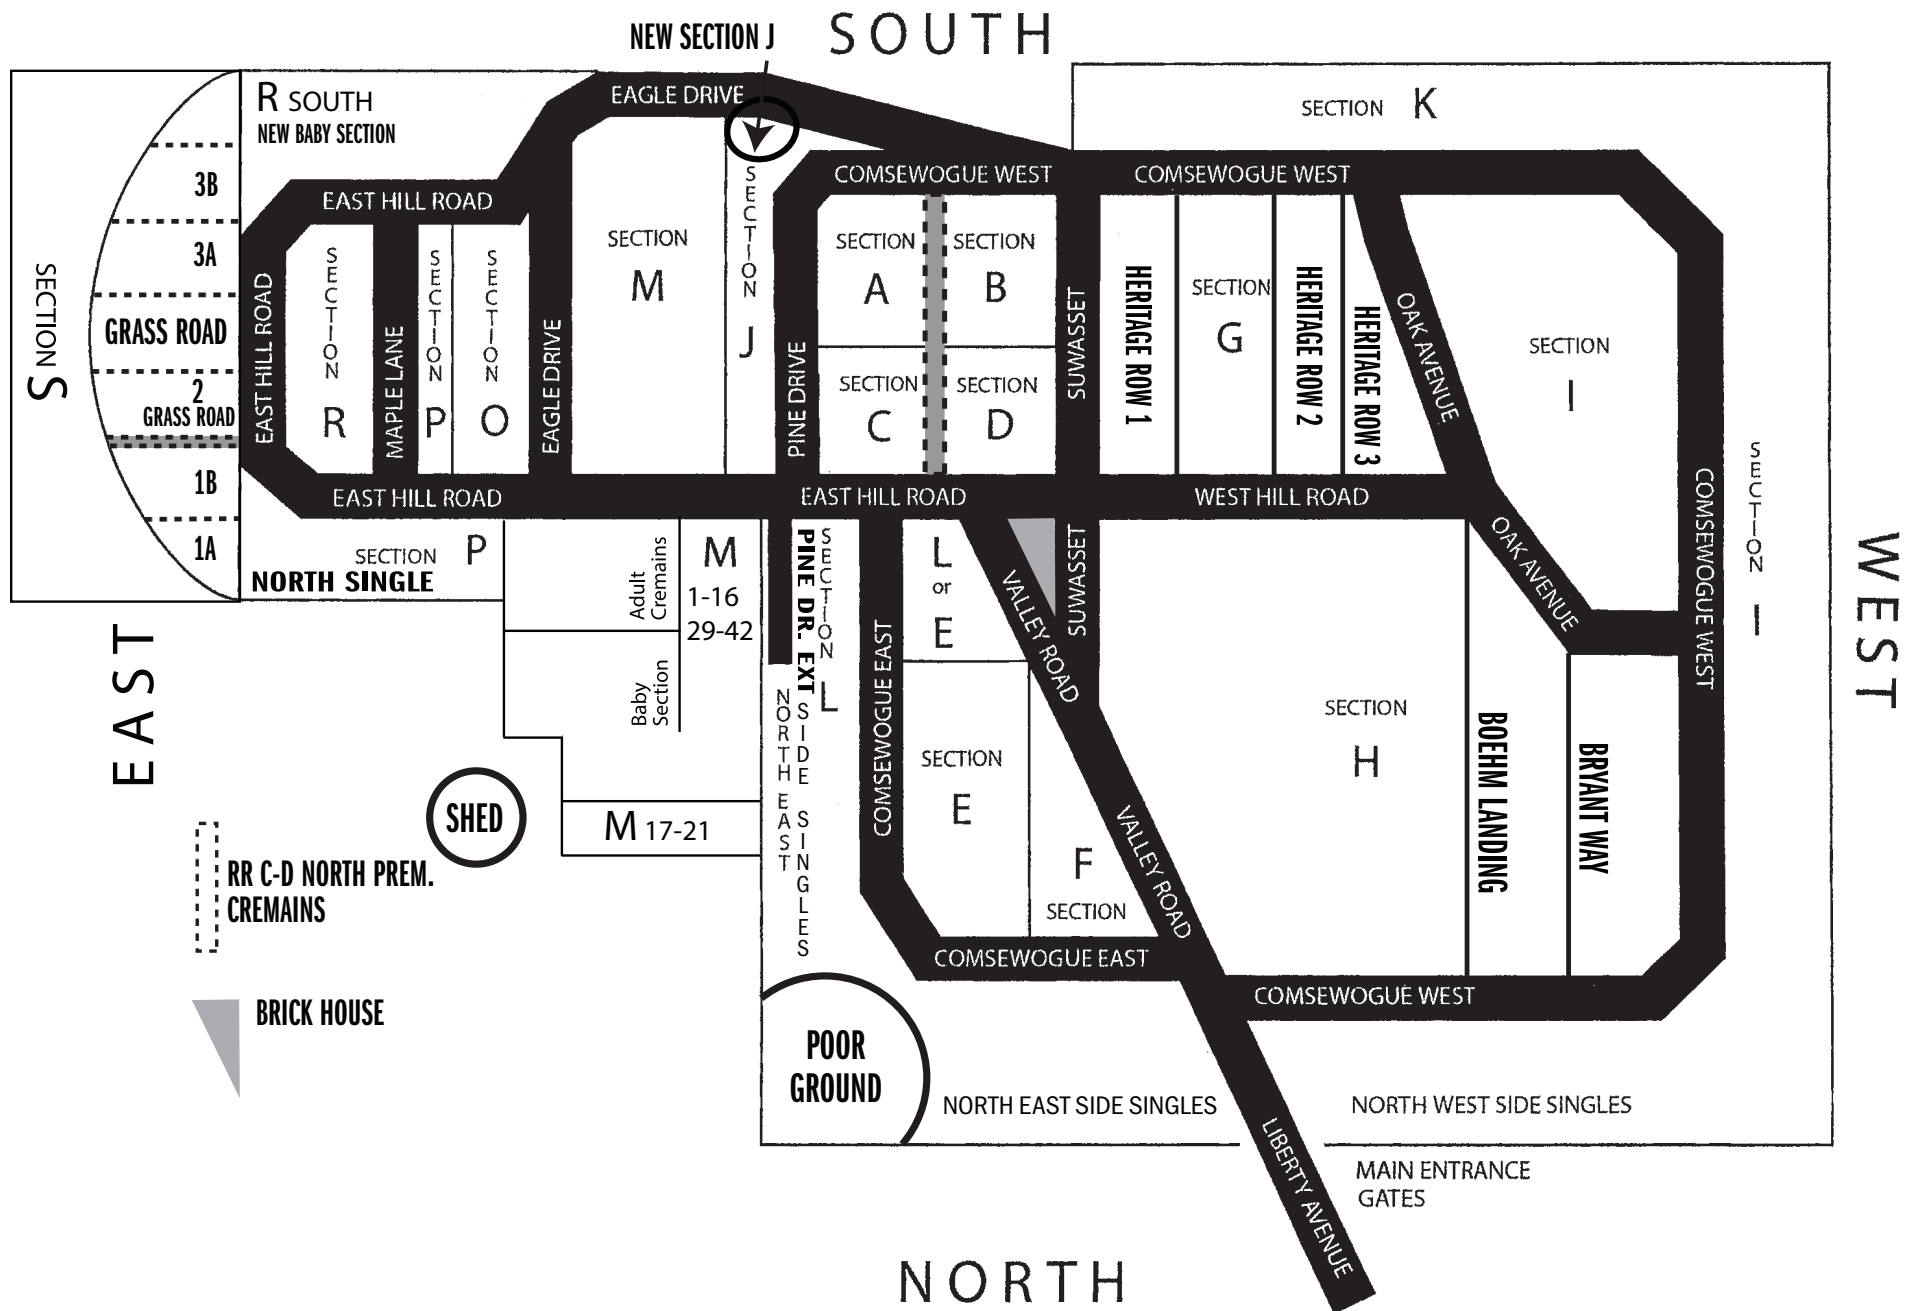 NEW SECTION J
SOUTH
EAGLE DRIVE
R SOUTH
NEW BABY SECTION
SECTION K
COMSEWOGUE WEST
COMSEWOGUE WEST
EAST HILL ROAD
SECTION S
3B
3A
GRASS ROAD
2
GRASS ROAD
1B
1A
EAST HILL ROAD
SECTION R
MAPLE LANE
SECTION P
SECTION O
EAGLE DRIVE
SECTION
M
SECTION J
PINE DRIVE
SECTION
A
SECTION
B
SECTION
C
SECTION
D
SUWASSET
HERITAGE ROW 1
SECTION
G
HERITAGE ROW 2
HERITAGE ROW 3
OAK AVENUE
SECTION
I
COMSEWOGUE WEST
SECTION I
WEST
EAST HILL ROAD
EAST HILL ROAD
WEST HILL ROAD
SECTION P
NORTH SINGLE
Adult
Cremains
M
1-16
29-42
Baby
Section
M 17-21
PINE DR. EXT
SECTION L
NORTH EAST
SIDE SINGLES
COMSEWOGUE EAST
L
or
E
VALLEY ROAD
SUWASSET
SECTION
E
F
SECTION
VALLEY ROAD
COMSEWOGUE EAST
SECTION
H
OAK AVENUE
BOEHM LANDING
BRYANT WAY
COMSEWOGUE WEST
EAST
SHED
RR C-D NORTH PREM.
CREMAINS
BRICK HOUSE
POOR
GROUND
NORTH EAST SIDE SINGLES
NORTH WEST SIDE SINGLES
LIBERTY AVENUE
MAIN ENTRANCE
GATES
NORTH